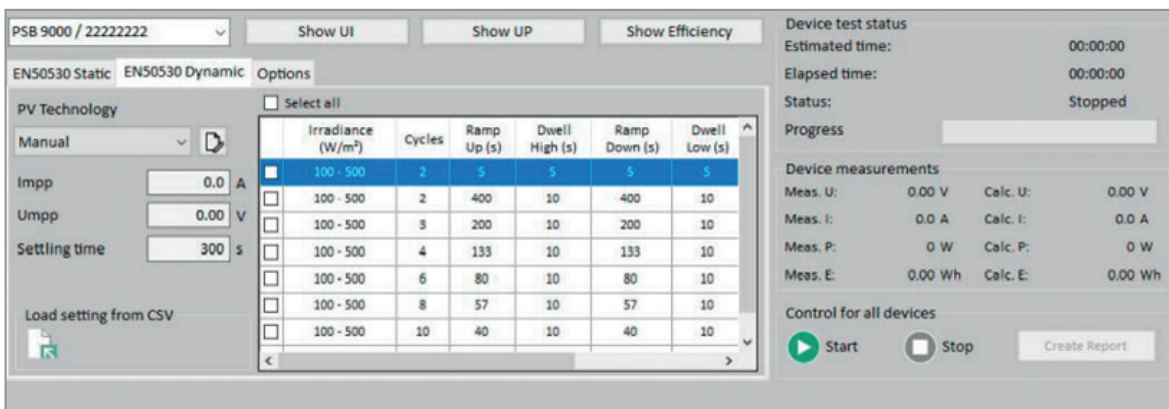 PSB 9000 / 22222222
Show UI
Show UP
Show Efficiency
EN50530 Static
EN50530 Dynamic
Options
PV Technology
Manual
Impp 0.0 A
Umpp 0.00 V
Settling time 300 s
Load setting from CSV
Select all
Irradiance (W/m²) Cycles Ramp Up (s) Dwell High (s) Ramp Down (s) Dwell Low (s)
100 - 500 2 5 5 5 5
100 - 500 2 400 10 400 10
100 - 500 3 200 10 200 10
100 - 500 4 133 10 133 10
100 - 500 6 80 10 80 10
100 - 500 8 57 10 57 10
100 - 500 10 40 10 40 10
Device test status
Estimated time: 00:00:00
Elapsed time: 00:00:00
Status: Stopped
Progress
Device measurements
Meas. U: 0.00 V Calc. U: 0.00 V
Meas. I: 0.0 A Calc. I: 0.0 A
Meas. P: 0 W Calc. P: 0 W
Meas. E: 0.00 Wh Calc. E: 0.00 Wh
Control for all devices
Start
Stop
Create Report